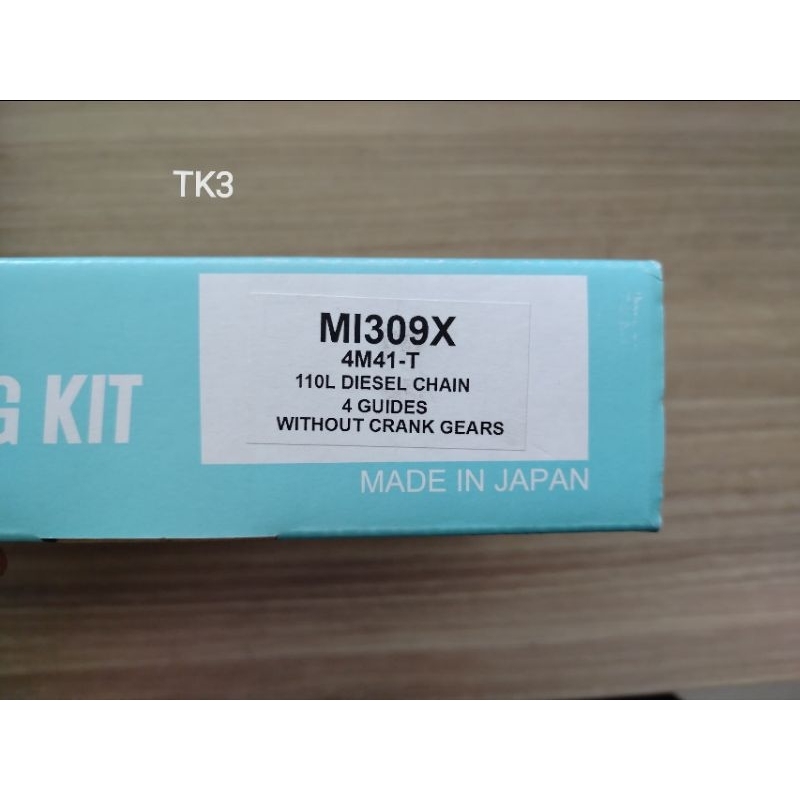 TK3
MI309X
4M41-T
110L DIESEL CHAIN
4 GUIDES
WITHOUT CRANK GEARS
G KIT
MADE IN JAPAN